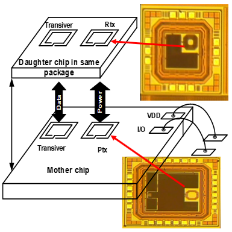 Transiver
Rtx
Daughter chip in same
package
Data
Power
VDD
I/O
Transiver
Ptx
Mother chip